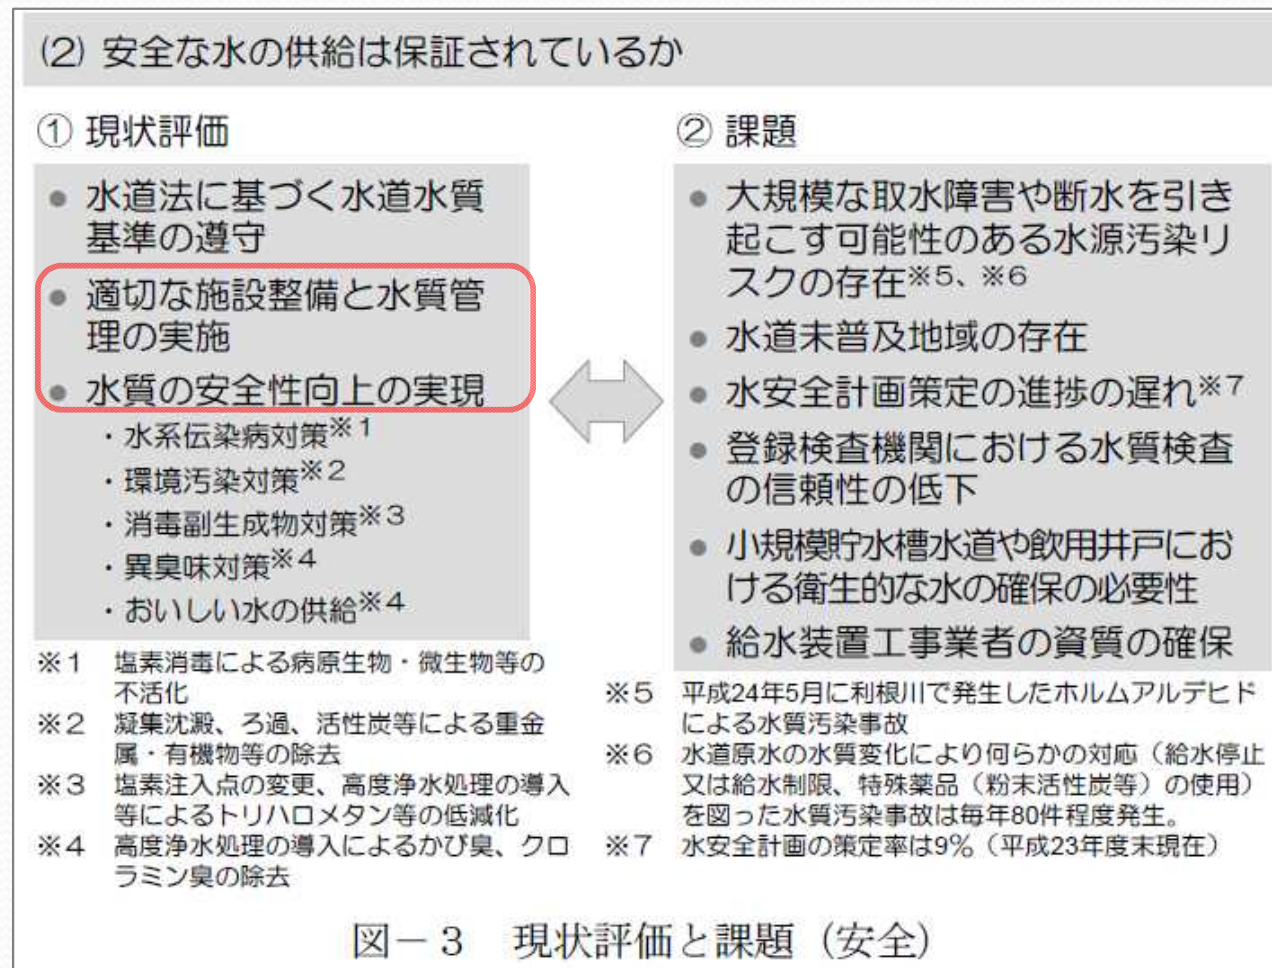 (2) 安全な水の供給は保証されているか
① 現状評価
● 水道法に基づく水道水質
基準の遵守
● 適切な施設整備と水質管
理の実施
● 水質の安全性向上の実現
・水系伝染病対策※1
・環境汚染対策※2
・消毒副生成物対策※3
・異臭味対策※4
・おいしい水の供給※4
※1 塩素消毒による病原生物・微生物等の
不活化
※2 凝集沈澱、ろ過、活性炭等による重金
属・有機物等の除去
※3 塩素注入点の変更、高度浄水処理の導入
等によるトリハロメタン等の低減化
※4 高度浄水処理の導入によるかび臭、クロ
ラミン臭の除去
② 課題
● 大規模な取水障害や断水を引き
起こす可能性のある水源汚染リ
スクの存在※5、※6
● 水道未普及地域の存在
● 水安全計画策定の進捗の遅れ※7
● 登録検査機関における水質検査
の信頼性の低下
● 小規模貯水槽水道や飲用井戸にお
ける衛生的な水の確保の必要性
● 給水装置工事業者の資質の確保
※5 平成24年5月に利根川で発生したホルムアルデヒド
による水質汚染事故
※6 水道原水の水質変化により何らかの対応（給水停止
又は給水制限、特殊薬品（粉末活性炭等）の使用）
を図った水質汚染事故は毎年80件程度発生。
※7 水安全計画の策定率は9%（平成23年度末現在）
図－3 現状評価と課題（安全）